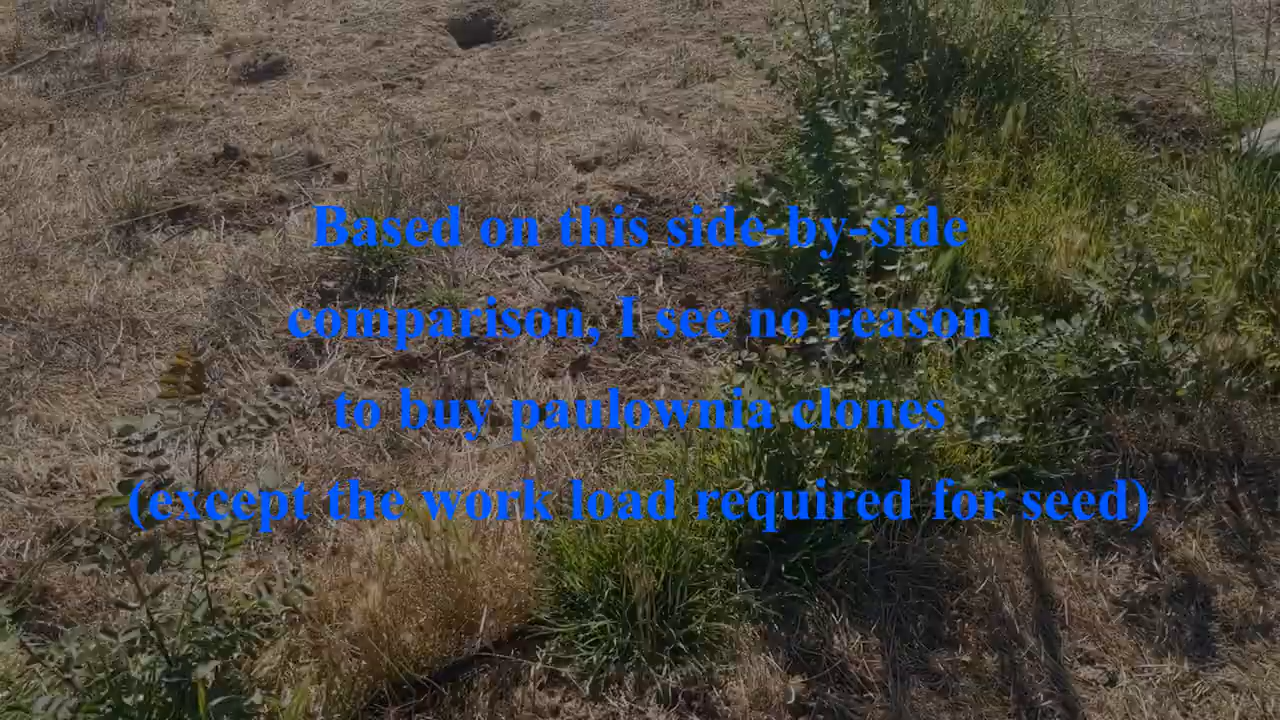 Based on this side-by-side
comparison, I see no reason
to buy paulownia clones
(except the work load required for seed)